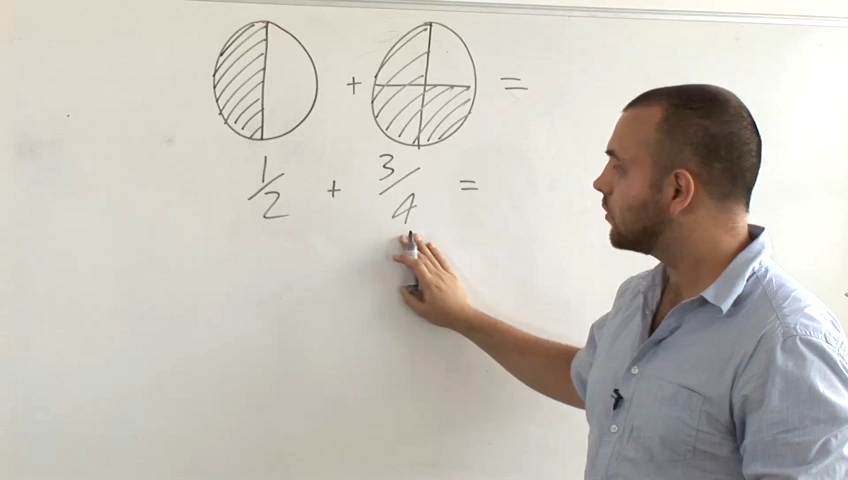 + =
1/2 + 3/4 =